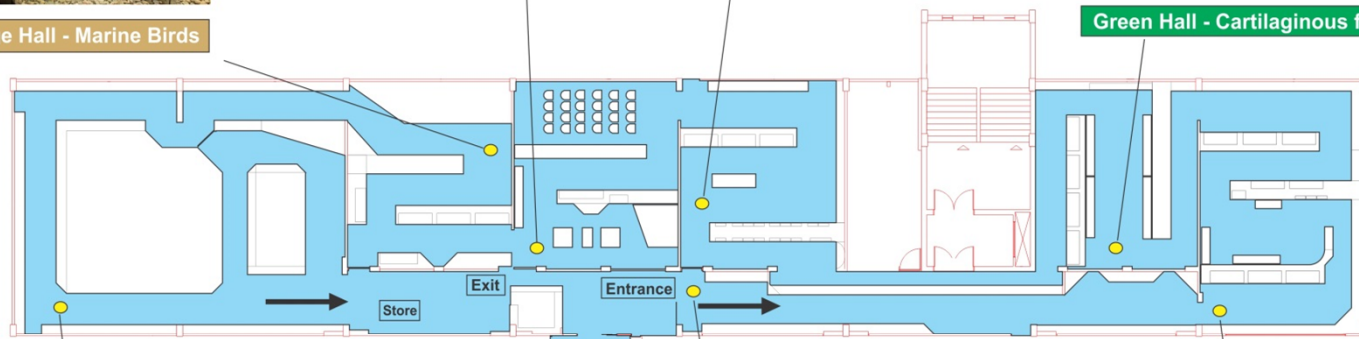 e Hall - Marine Birds
Green Hall - Cartilaginous f
Exit
Entrance
Store